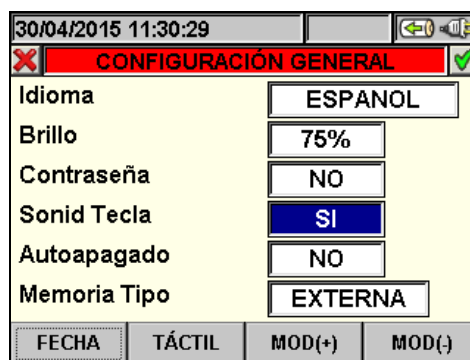 30/04/2015 11:30:29
CONFIGURACIÓN GENERAL
Idioma ESPANOL
Brillo 75%
Contraseña NO
Sonid Tecla SI
Autoapagado NO
Memoria Tipo EXTERNA
FECHA TÁCTIL MOD(+) MOD(-)